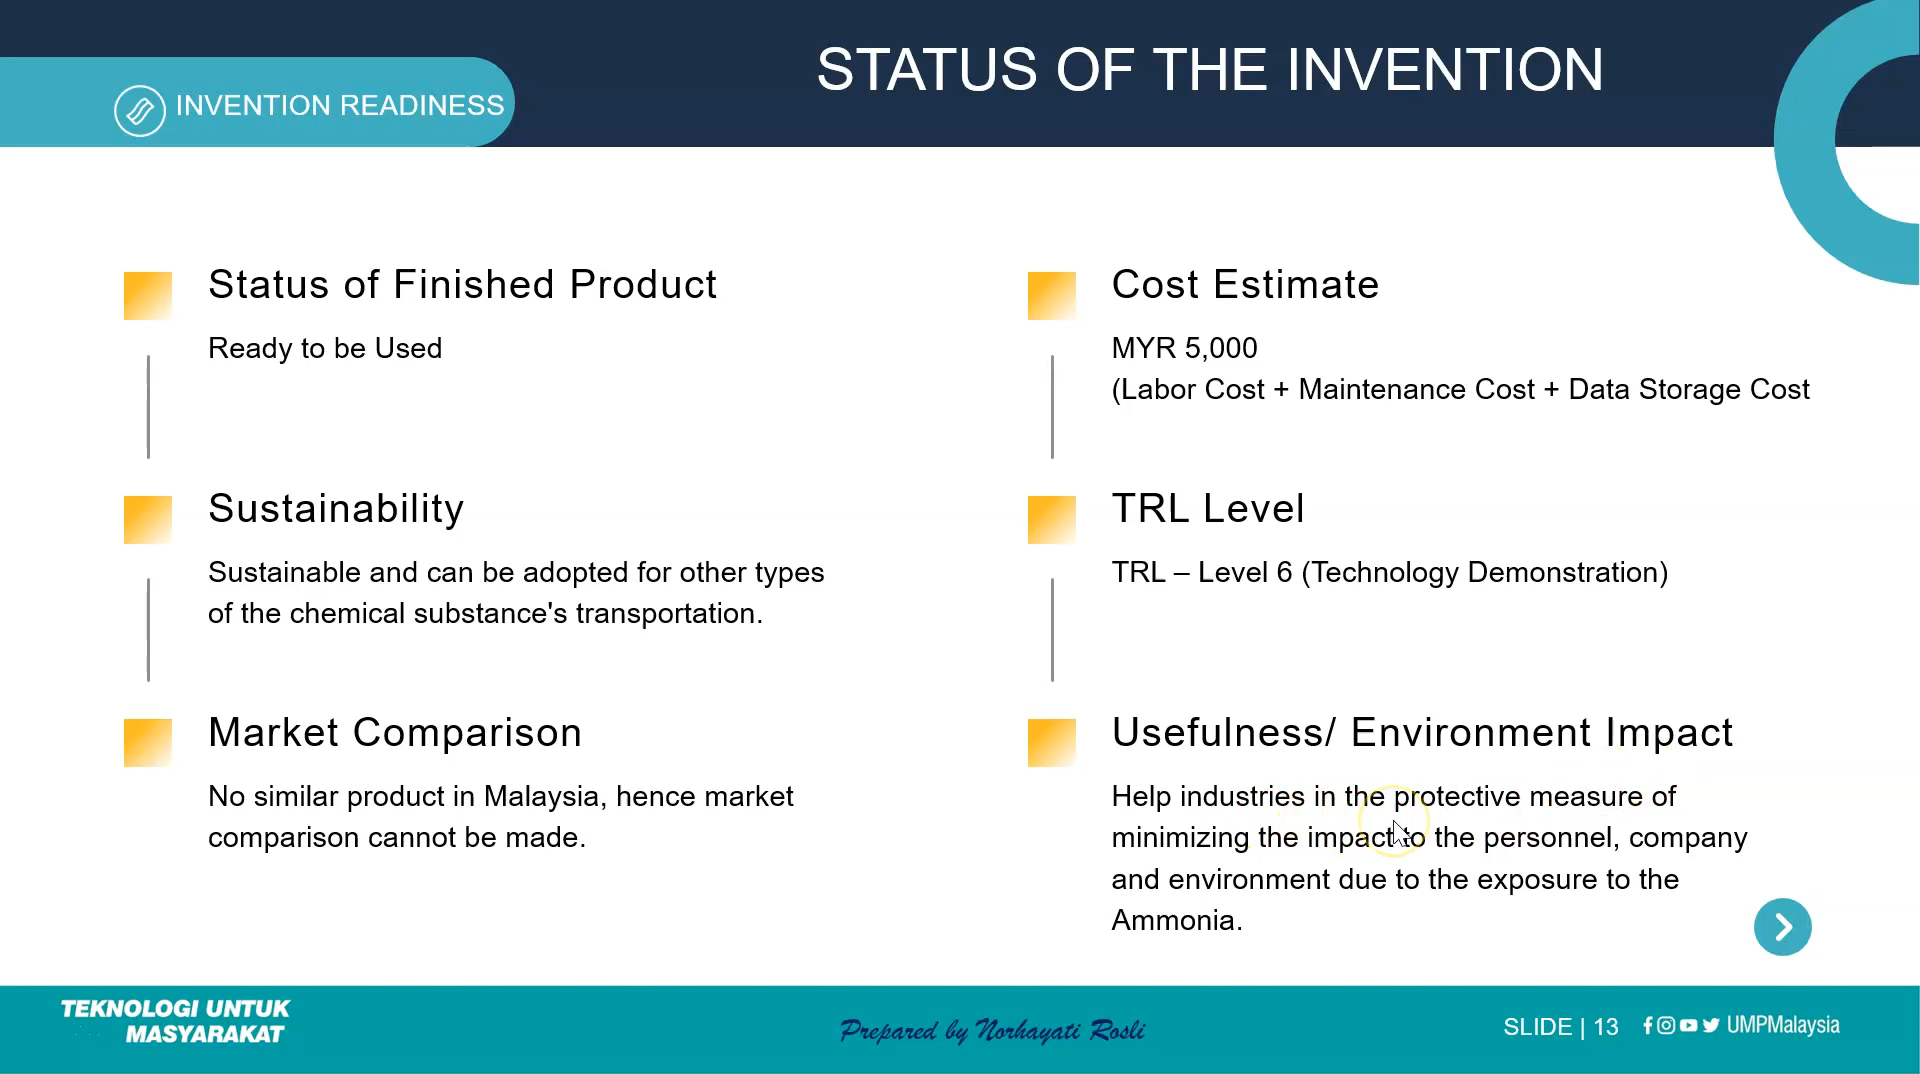 STATUS OF THE INVENTION
INVENTION READINESS
Status of Finished Product
Ready to be Used
Sustainability
Sustainable and can be adopted for other types
of the chemical substance's transportation.
Market Comparison
No similar product in Malaysia, hence market
comparison cannot be made.
Cost Estimate
MYR 5,000
(Labor Cost + Maintenance Cost + Data Storage Cost
TRL Level
TRL – Level 6 (Technology Demonstration)
Usefulness/ Environment Impact
Help industries in the protective measure of
minimizing the impact to the personnel, company
and environment due to the exposure to the
Ammonia.
TEKNOLOGI UNTUK
MASYARAKAT
Prepared by Norhayati Rosli
SLIDE | 13
UMPMalaysia